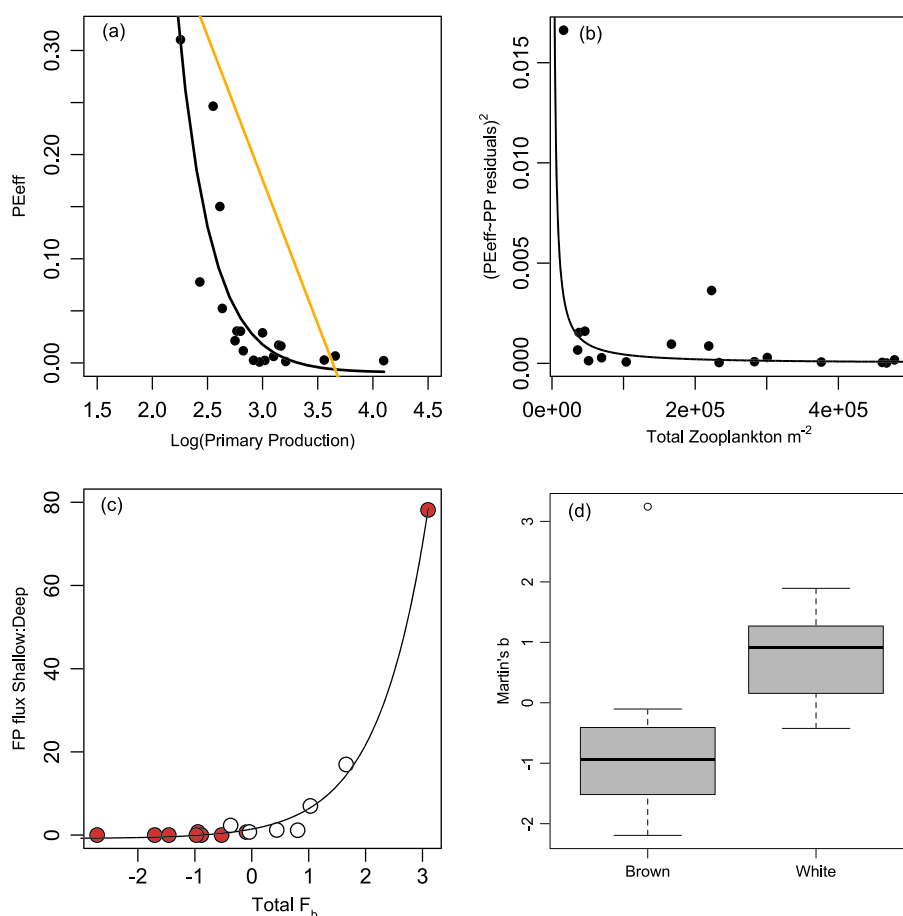 (a)
PEeff
0.00
0.10
0.20
0.30
1.5 2.0 2.5 3.0 3.5 4.0 4.5
Log(Primary Production)
(b)
(PEeff~PP residuals)²
0.000
0.005
0.010
0.015
0e+00 2e+05 4e+05
Total Zooplankton m⁻²
(c)
FP flux Shallow:Deep
80
60
40
20
0
-2 -1 0 1 2 3
Total F_b
(d)
Martin's b
3
2
1
0
-1
-2
Brown White